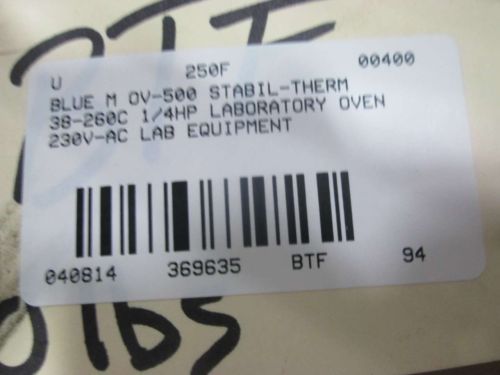 BTF
U 250F 00400
BLUE M OV-500 STABIL-THERM
38-260C 1/4HP LABORATORY OVEN
230V-AC LAB EQUIPMENT
040814 369635 BTF 94